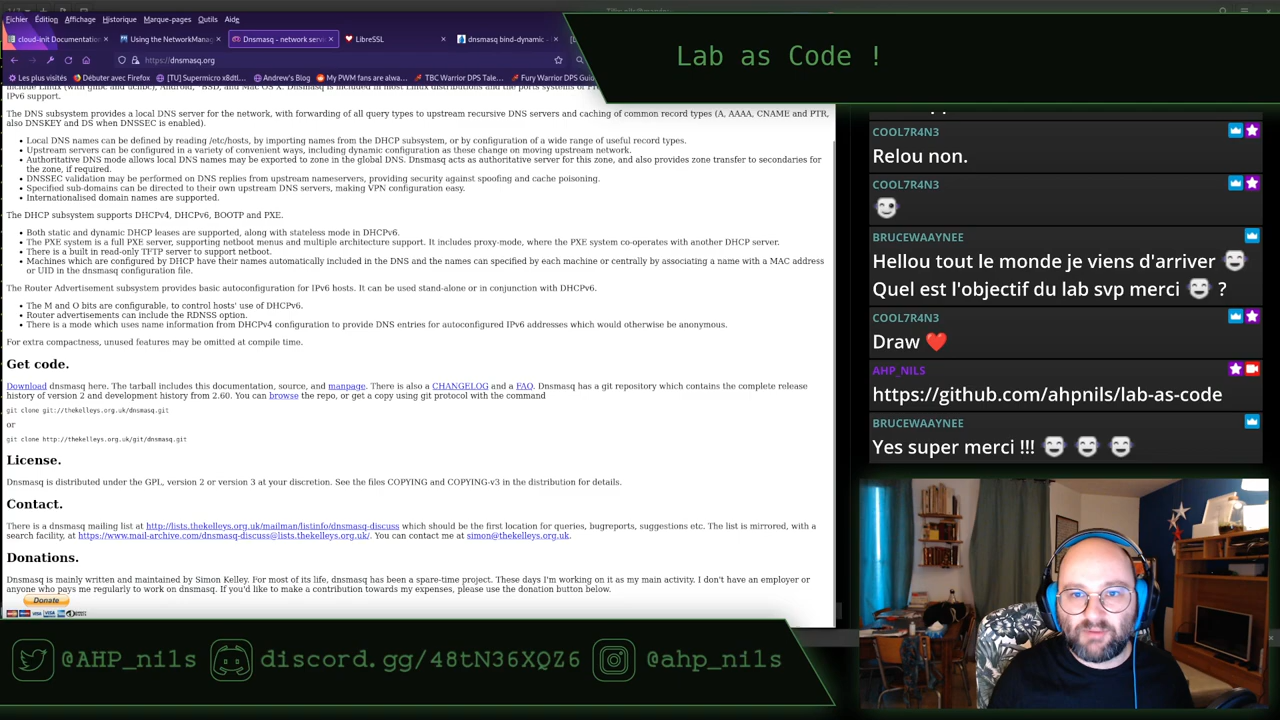 Fichier Édition Affichage Historique Marque-pages Outils Aide
cloud-init Documentation
Using the NetworkMana
Dnsmasq - network servi
LibreSSL
dnsmasq bind-dynamic -
https://dnsmasq.org
Les plus visités
Débuter avec Firefox
[TU] Supermicro x8dtl...
Andrew's Blog
My PWM fans are alwa...
TBC Warrior DPS Tale...
Fury Warrior DPS Guid
Lab as Code !
include Linux (with glibc and uclibc), Android, *BSD, and Mac OS X. Dnsmasq is included in most Linux distributions and the ports systems of
IPv6 support.
The DNS subsystem provides a local DNS server for the network, with forwarding of all query types to upstream recursive DNS servers and caching of common record types (A, AAAA, CNAME and PTR,
also DNSKEY and DS when DNSSEC is enabled).
Local DNS names can be defined by reading /etc/hosts, by importing names from the DHCP subsystem, or by configuration of a wide range of useful record types.
Upstream servers can be configured in a variety of convenient ways, including dynamic configuration as these change on moving upstream network.
Authoritative DNS mode allows local DNS names may be exported to zone in the global DNS. Dnsmasq acts as authoritative server for this zone, and also provides zone transfer to secondaries for
the zone, if required.
DNSSEC validation may be performed on DNS replies from upstream nameservers, providing security against spoofing and cache poisoning.
Specified sub-domains can be directed to their own upstream DNS servers, making VPN configuration easy.
Internationalised domain names are supported.
The DHCP subsystem supports DHCPv4, DHCPv6, BOOTP and PXE.
Both static and dynamic DHCP leases are supported, along with stateless mode in DHCPv6.
The PXE system is a full PXE server, supporting netboot menus and multiple architecture support. It includes proxy-mode, where the PXE system co-operates with another DHCP server.
There is a built in read-only TFTP server to support netboot.
Machines which are configured by DHCP have their names automatically included in the DNS and the names can specified by each machine or centrally by associating a name with a MAC address
or UID in the dnsmasq configuration file.
The Router Advertisement subsystem provides basic autoconfiguration for IPv6 hosts. It can be used stand-alone or in conjunction with DHCPv6.
The M and O bits are configurable, to control hosts' use of DHCPv6.
Router advertisements can include the RDNSS option.
There is a mode which uses name information from DHCPv4 configuration to provide DNS entries for autoconfigured IPv6 addresses which would otherwise be anonymous.
For extra compactness, unused features may be omitted at compile time.
Get code.
Download dnsmasq here. The tarball includes this documentation, source, and manpage. There is also a CHANGELOG and a FAQ. Dnsmasq has a git repository which contains the complete release
history of version 2 and development history from 2.60. You can browse the repo, or get a copy using git protocol with the command
git clone git://thekelleys.org.uk/dnsmasq.git
or
git clone http://thekelleys.org.uk/git/dnsmasq.git
License.
Dnsmasq is distributed under the GPL, version 2 or version 3 at your discretion. See the files COPYING and COPYING-v3 in the distribution for details.
Contact.
There is a dnsmasq mailing list at http://lists.thekelleys.org.uk/mailman/listinfo/dnsmasq-discuss which should be the first location for queries, bugreports, suggestions etc. The list is mirrored, with a
search facility, at https://www.mail-archive.com/dnsmasq-discuss@lists.thekelleys.org.uk/. You can contact me at simon@thekelleys.org.uk.
Donations.
Dnsmasq is mainly written and maintained by Simon Kelley. For most of its life, dnsmasq has been a spare-time project. These days I'm working on it as my main activity. I don't have an employer or
anyone who pays me regularly to work on dnsmasq. If you'd like to make a contribution towards my expenses, please use the donation button below.
Donate
COOL7R4N3
Relou non.
COOL7R4N3
BRUCEWAAYNEE
Hellou tout le monde je viens d'arriver
Quel est l'objectif du lab svp merci ?
COOL7R4N3
Draw ❤️
AHP_NILS
https://github.com/ahpnils/lab-as-code
BRUCEWAAYNEE
Yes super merci !!!
@AHP_nils
discord.gg/48tN36XQZ6
@ahp_nils